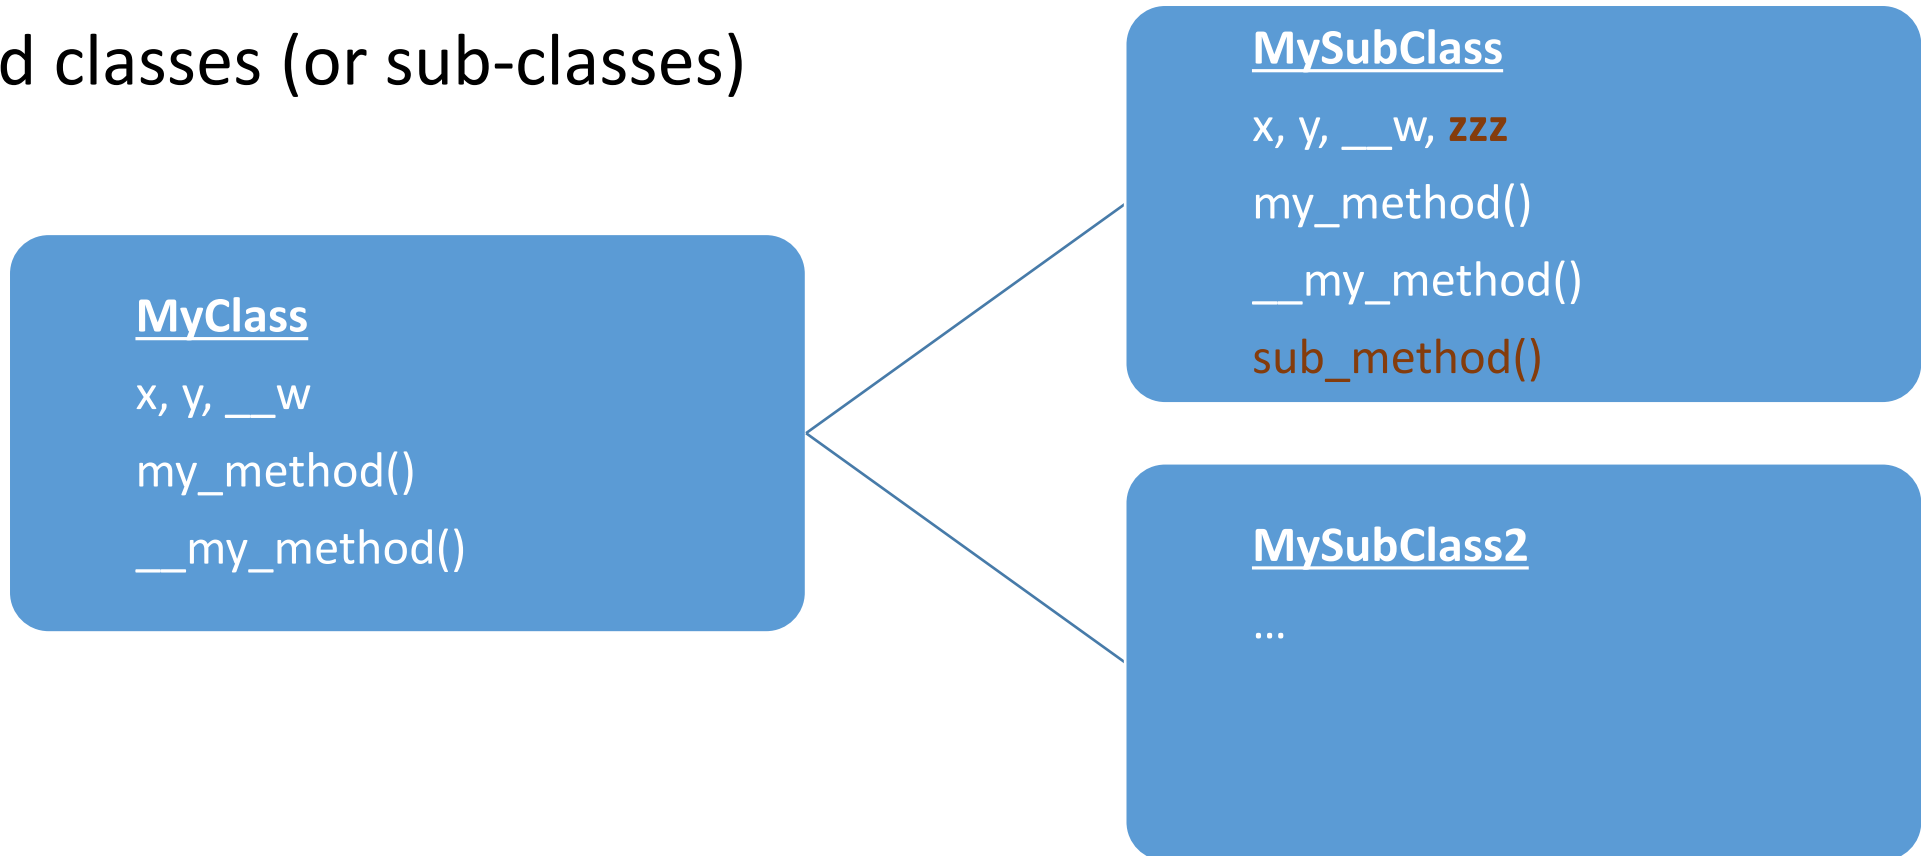 d classes (or sub-classes)
MyClass
x, y, __w
my_method()
__my_method()
MySubClass
x, y, __w, zzz
my_method()
__my_method()
sub_method()
MySubClass2
...